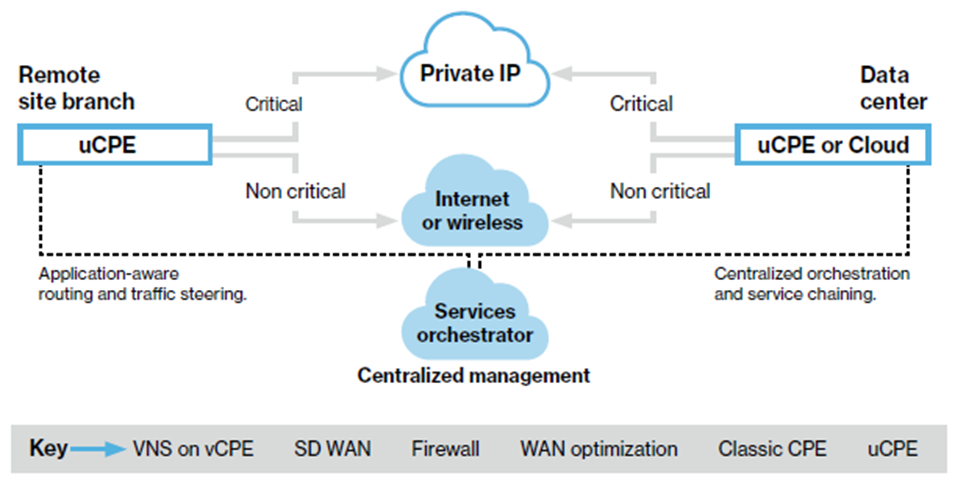 Private IP
Remote
site branch
Data
center
Critical
Critical
uCPE
uCPE or Cloud
Non critical
Non critical
Internet
or wireless
Application-aware
routing and traffic steering.
Centralized orchestration
and service chaining.
Services
orchestrator
Centralized management
Key VNS on vCPE SD WAN Firewall WAN optimization Classic CPE uCPE